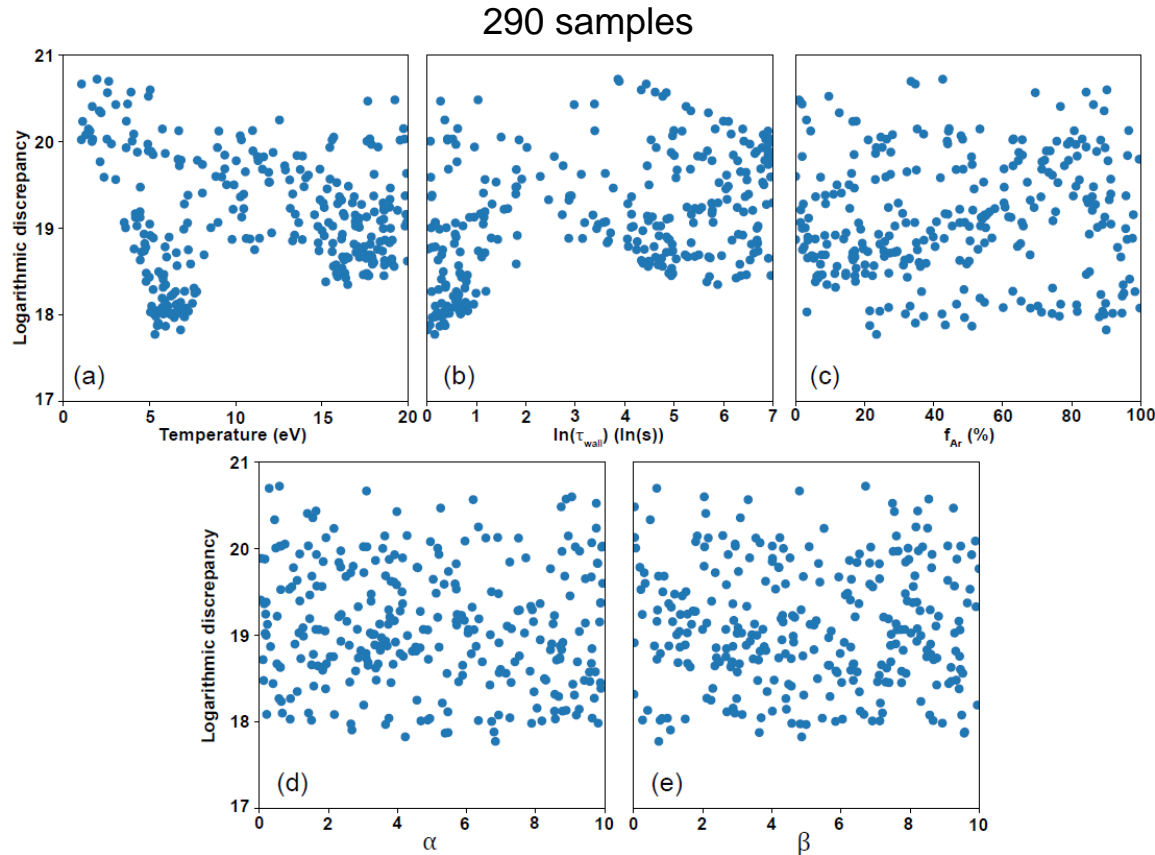 290 samples
21
20
19
18
17
Logarithmic discrepancy
(a)
0 5 10 15 20
Temperature (eV)
(b)
0 1 2 3 4 5 6 7
ln(τwall) (ln(s))
(c)
0 20 40 60 80 100
fAr (%)
21
20
19
18
17
Logarithmic discrepancy
(d)
0 2 4 6 8 10
α
(e)
0 2 4 6 8 10
β